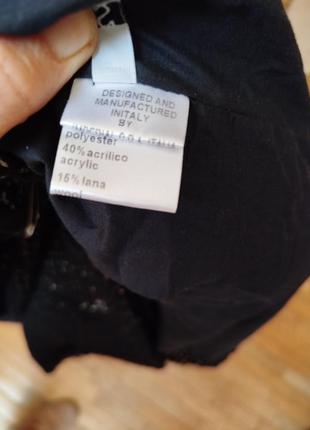 DESIGNED AND
MANUFACTURED
INITALY
BY
polyester
40% acrilico
acrylic
15% lana
wool